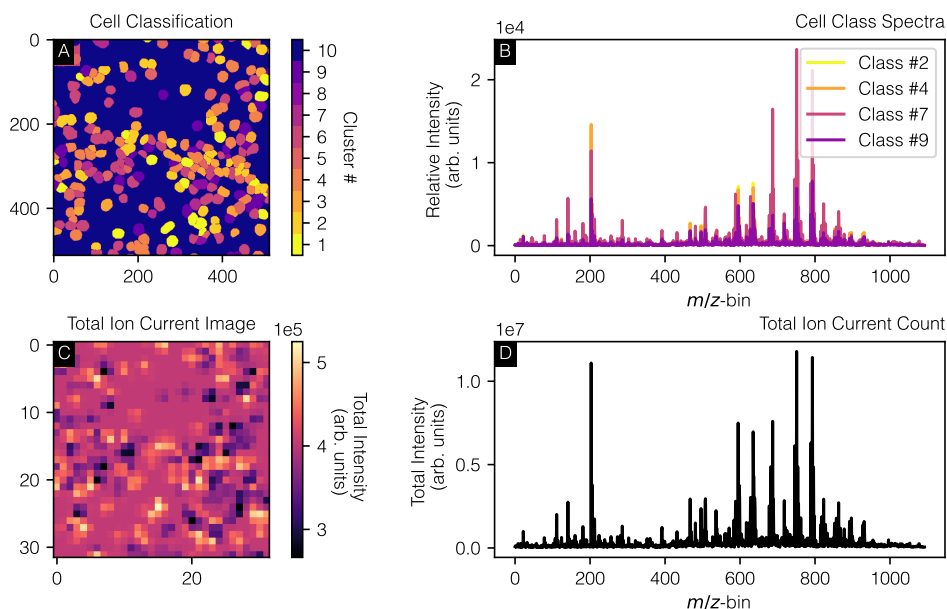 Cell Classification
A
0
200
400
0
200
400
10
9
8
7
6
5
4
3
2
1
Cluster #
Cell Class Spectra
1e4
B
Class #2
Class #4
Class #7
Class #9
2
1
0
Relative Intensity
(arb. units)
0
200
400
600
800
1000
m/z-bin
Total Ion Current Image
C
0
10
20
30
0
20
1e5
5
4
3
Total Intensity
(arb. units)
Total Ion Current Count
1e7
D
1.0
0.5
0.0
Total Intensity
(arb. units)
0
200
400
600
800
1000
m/z-bin